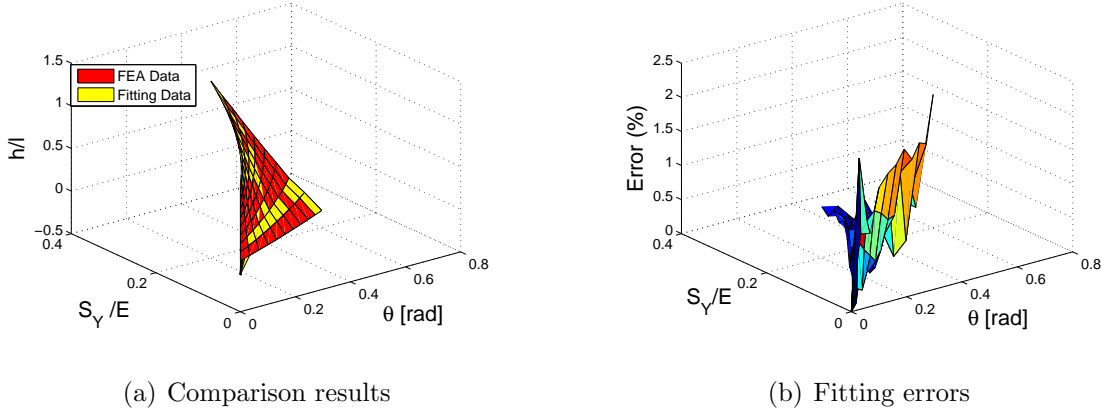 1.5
1
0.5
0
−0.5
h/l
FEA Data
Fitting Data
0.4
0.2
0
S_Y /E
0
0.2
0.4
0.6
0.8
θ [rad]
(a) Comparison results
2.5
2
1.5
1
0.5
0
Error (%)
0.4
0.2
0
S_Y/E
0
0.2
0.4
0.6
0.8
θ [rad]
(b) Fitting errors